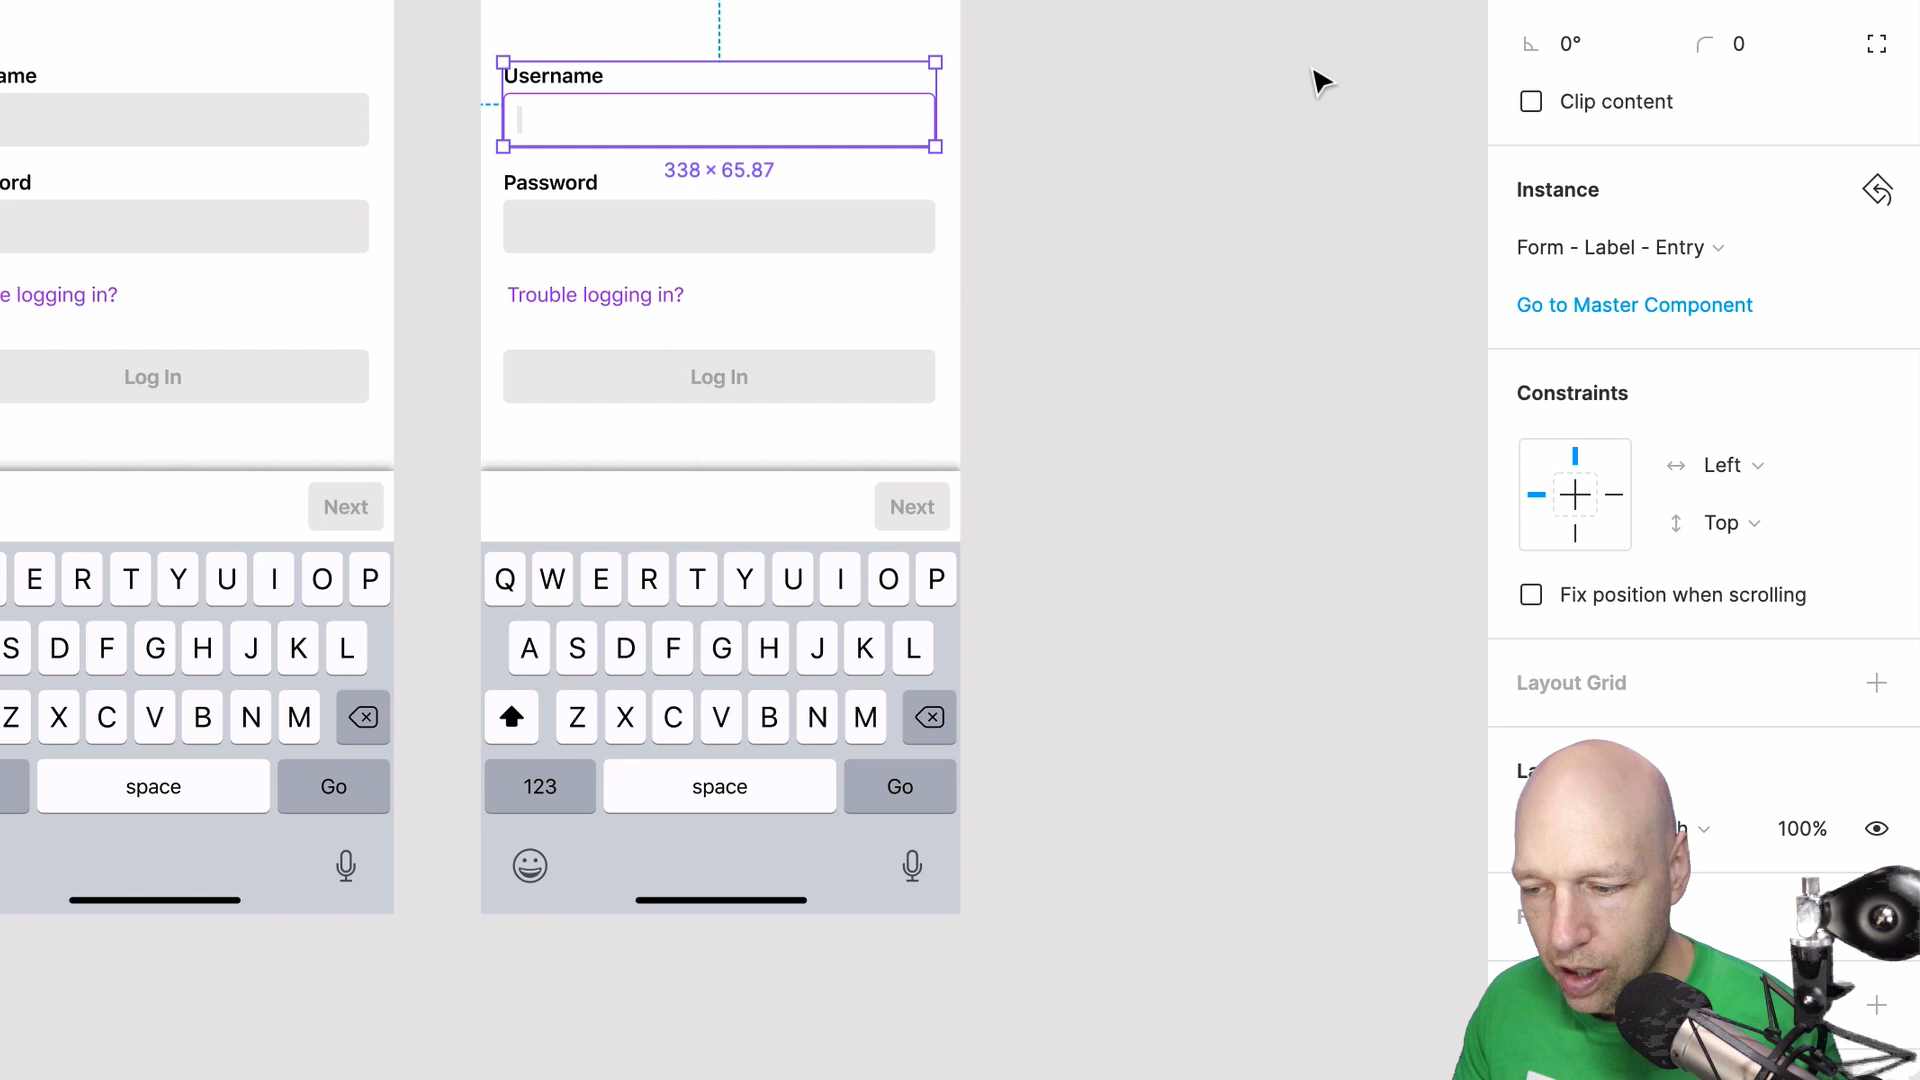 ame
ord
e logging in?
Log In
Next
E R T Y U I O P
S D F G H J K L
Z X C V B N M
space
Go
Username
338 × 65.87
Password
Trouble logging in?
Log In
Next
Q W E R T Y U I O P
A S D F G H J K L
Z X C V B N M
123
space
Go
0°
0
Clip content
Instance
Form - Label - Entry
Go to Master Component
Constraints
Left
Top
Fix position when scrolling
Layout Grid
100%